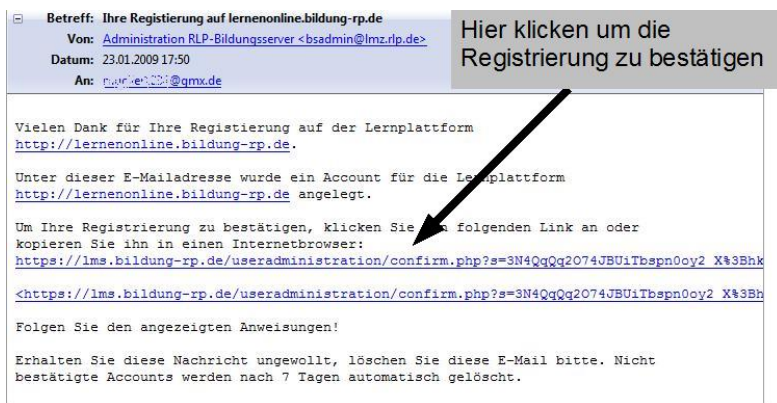 Betreff: Ihre Registierung auf lernenonline.bildung-rp.de
Von: Administration RLP-Bildungsserver <bsadmin@lmz.rlp.de>
Datum: 23.01.2009 17:50
An: @gmx.de
Hier klicken um die
Registrierung zu bestätigen
Vielen Dank für Ihre Registierung auf der Lernplattform
http://lernenonline.bildung-rp.de.
Unter dieser E-Mailadresse wurde ein Account für die Lernplattform
http://lernenonline.bildung-rp.de angelegt.
Um Ihre Registrierung zu bestätigen, klicken Sie folgenden Link an oder
kopieren Sie ihn in einen Internetbrowser:
https://lms.bildung-rp.de/useradministration/confirm.php?s=3N4QqQq2O74JBUiTbspn0oy2 X%3Bhk
<https://lms.bildung-rp.de/useradministration/confirm.php?s=3N4QqQq2O74JBUiTbspn0oy2 X%3Bh
Folgen Sie den angezeigten Anweisungen!
Erhalten Sie diese Nachricht ungewollt, löschen Sie diese E-Mail bitte. Nicht
bestätigte Accounts werden nach 7 Tagen automatisch gelöscht.